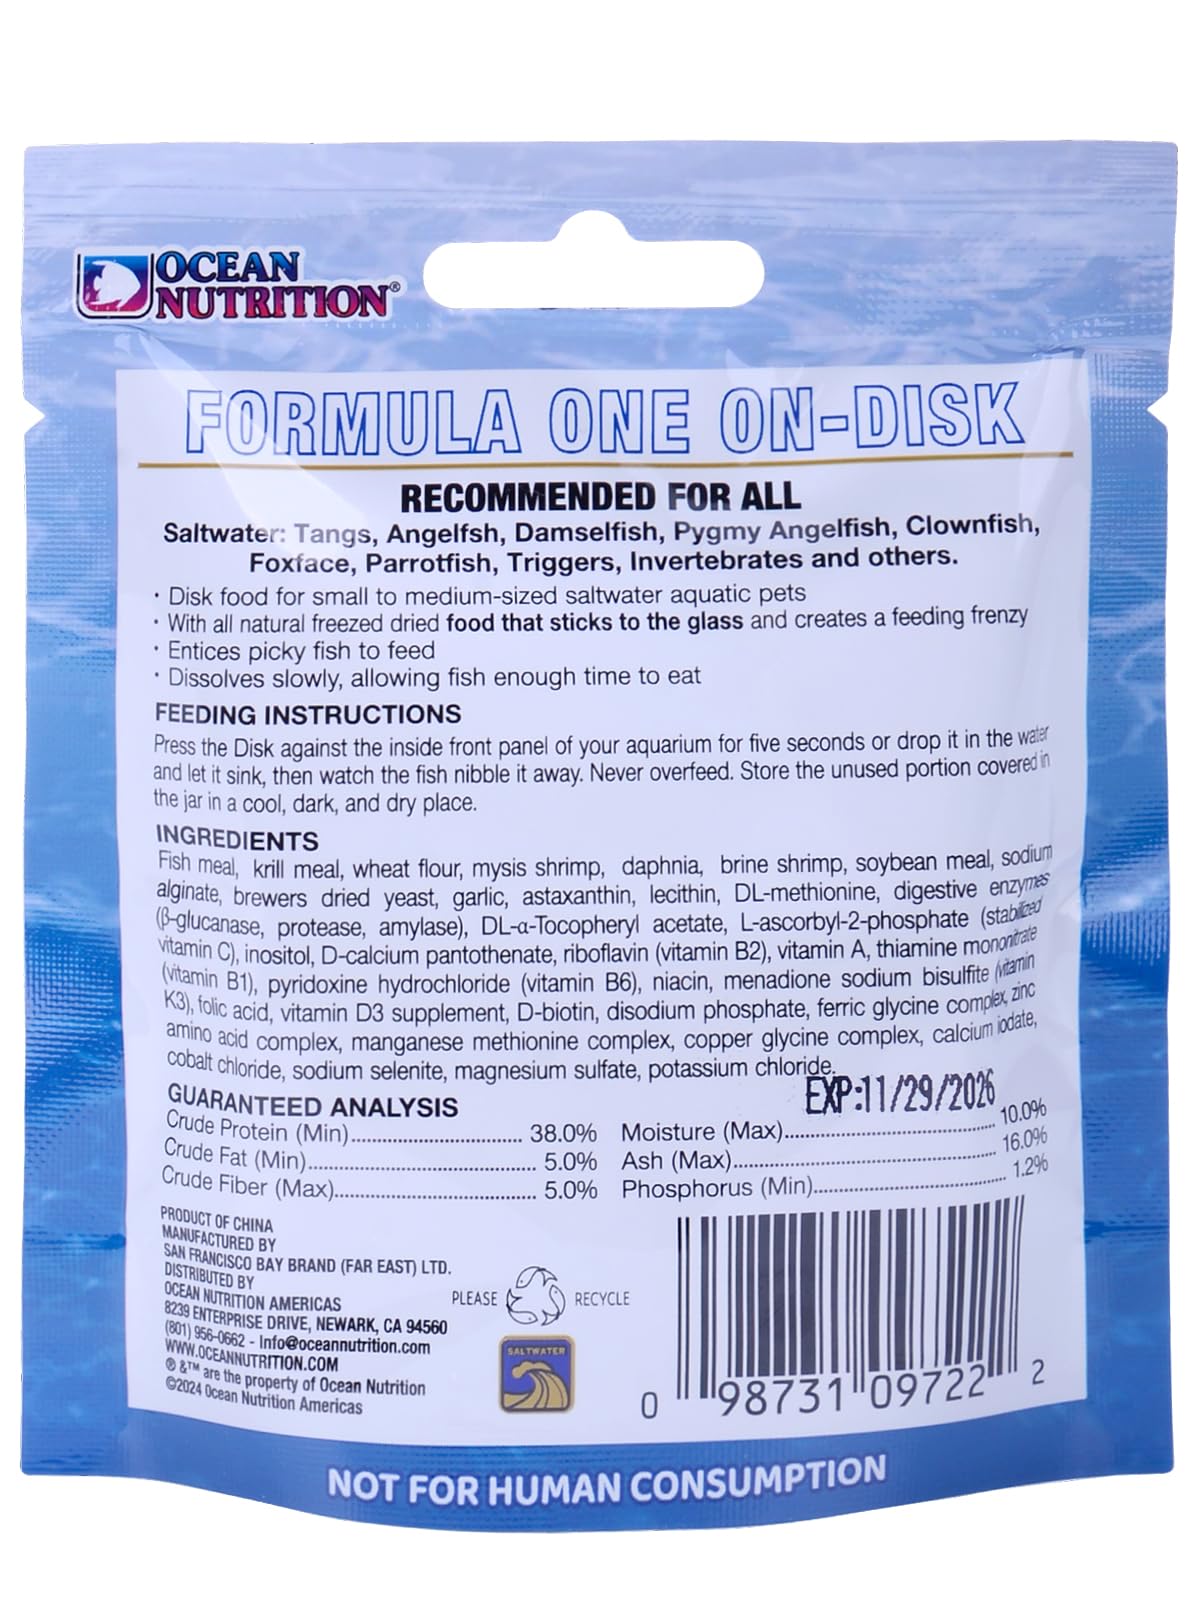 OCEAN
NUTRITION®
FORMULA ONE ON-DISK
RECOMMENDED FOR ALL
Saltwater: Tangs, Angelfsh, Damselfish, Pygmy Angelfish, Clownfish,
Foxface, Parrotfish, Triggers, Invertebrates and others.
· Disk food for small to medium-sized saltwater aquatic pets
· With all natural freezed dried food that sticks to the glass and creates a feeding frenzy
· Entices picky fish to feed
· Dissolves slowly, allowing fish enough time to eat
FEEDING INSTRUCTIONS
Press the Disk against the inside front panel of your aquarium for five seconds or drop it in the water
and let it sink, then watch the fish nibble it away. Never overfeed. Store the unused portion covered in
the jar in a cool, dark, and dry place.
INGREDIENTS
Fish meal, krill meal, wheat flour, mysis shrimp, daphnia, brine shrimp, soybean meal, sodium
alginate, brewers dried yeast, garlic, astaxanthin, lecithin, DL-methionine, digestive enzymes
(β-glucanase, protease, amylase), DL-α-Tocopheryl acetate, L-ascorbyl-2-phosphate (stabilized
vitamin C), inositol, D-calcium pantothenate, riboflavin (vitamin B2), vitamin A, thiamine mononitrate
(vitamin B1), pyridoxine hydrochloride (vitamin B6), niacin, menadione sodium bisulfite (vitamin
K3), folic acid, vitamin D3 supplement, D-biotin, disodium phosphate, ferric glycine complex, zinc
amino acid complex, manganese methionine complex, copper glycine complex, calcium iodate,
cobalt chloride, sodium selenite, magnesium sulfate, potassium chloride.
EXP:11/29/2026
GUARANTEED ANALYSIS
Crude Protein (Min)........................... 38.0% Moisture (Max).................................. 10.0%
Crude Fat (Min)................................... 5.0% Ash (Max)......................................... 16.0%
Crude Fiber (Max)............................... 5.0% Phosphorus (Min)............................... 1.2%
PRODUCT OF CHINA
MANUFACTURED BY
SAN FRANCISCO BAY BRAND (FAR EAST) LTD.
DISTRIBUTED BY
OCEAN NUTRITION AMERICAS
8239 ENTERPRISE DRIVE, NEWARK, CA 94560
(801) 956-0662 - Info@oceannutrition.com
WWW.OCEANNUTRITION.COM
® &™ are the property of Ocean Nutrition
©2024 Ocean Nutrition Americas
PLEASE RECYCLE
SALTWATER
0 98731 09722 2
NOT FOR HUMAN CONSUMPTION